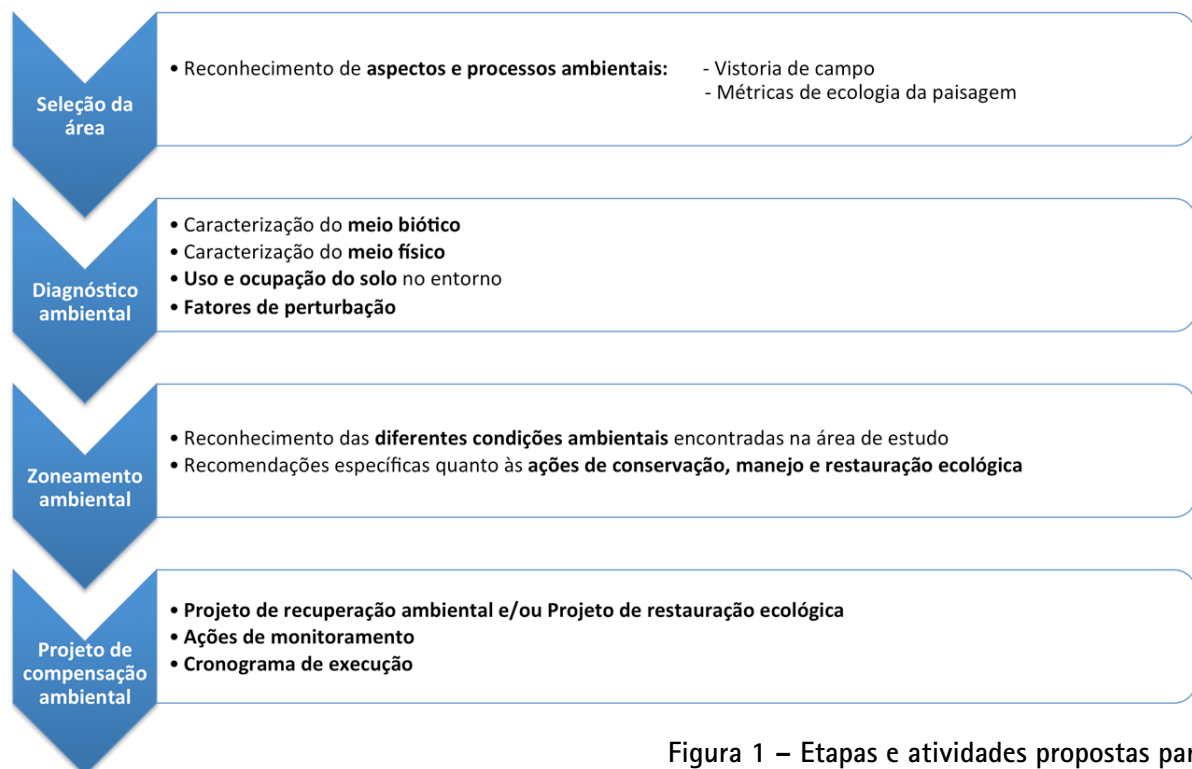 Seleção da
área
• Reconhecimento de aspectos e processos ambientais: - Vistoria de campo
- Métricas de ecologia da paisagem
Diagnóstico
ambiental
• Caracterização do meio biótico
• Caracterização do meio físico
• Uso e ocupação do solo no entorno
• Fatores de perturbação
Zoneamento
ambiental
• Reconhecimento das diferentes condições ambientais encontradas na área de estudo
• Recomendações específicas quanto às ações de conservação, manejo e restauração ecológica
Projeto de
compensação
ambiental
• Projeto de recuperação ambiental e/ou Projeto de restauração ecológica
• Ações de monitoramento
• Cronograma de execução
Figura 1 – Etapas e atividades propostas par